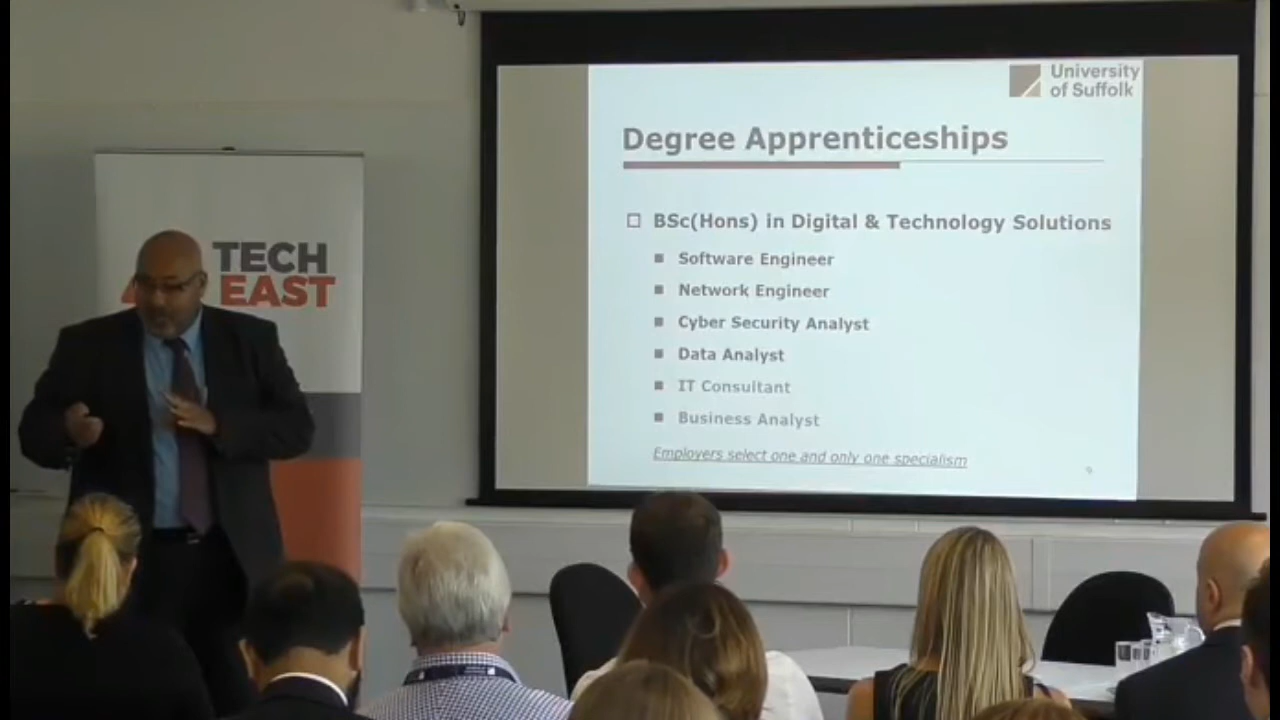 University
of Suffolk
Degree Apprenticeships
BSc(Hons) in Digital & Technology Solutions
Software Engineer
Network Engineer
Cyber Security Analyst
Data Analyst
IT Consultant
Business Analyst
Employers select one and only one specialism
TECH
EAST